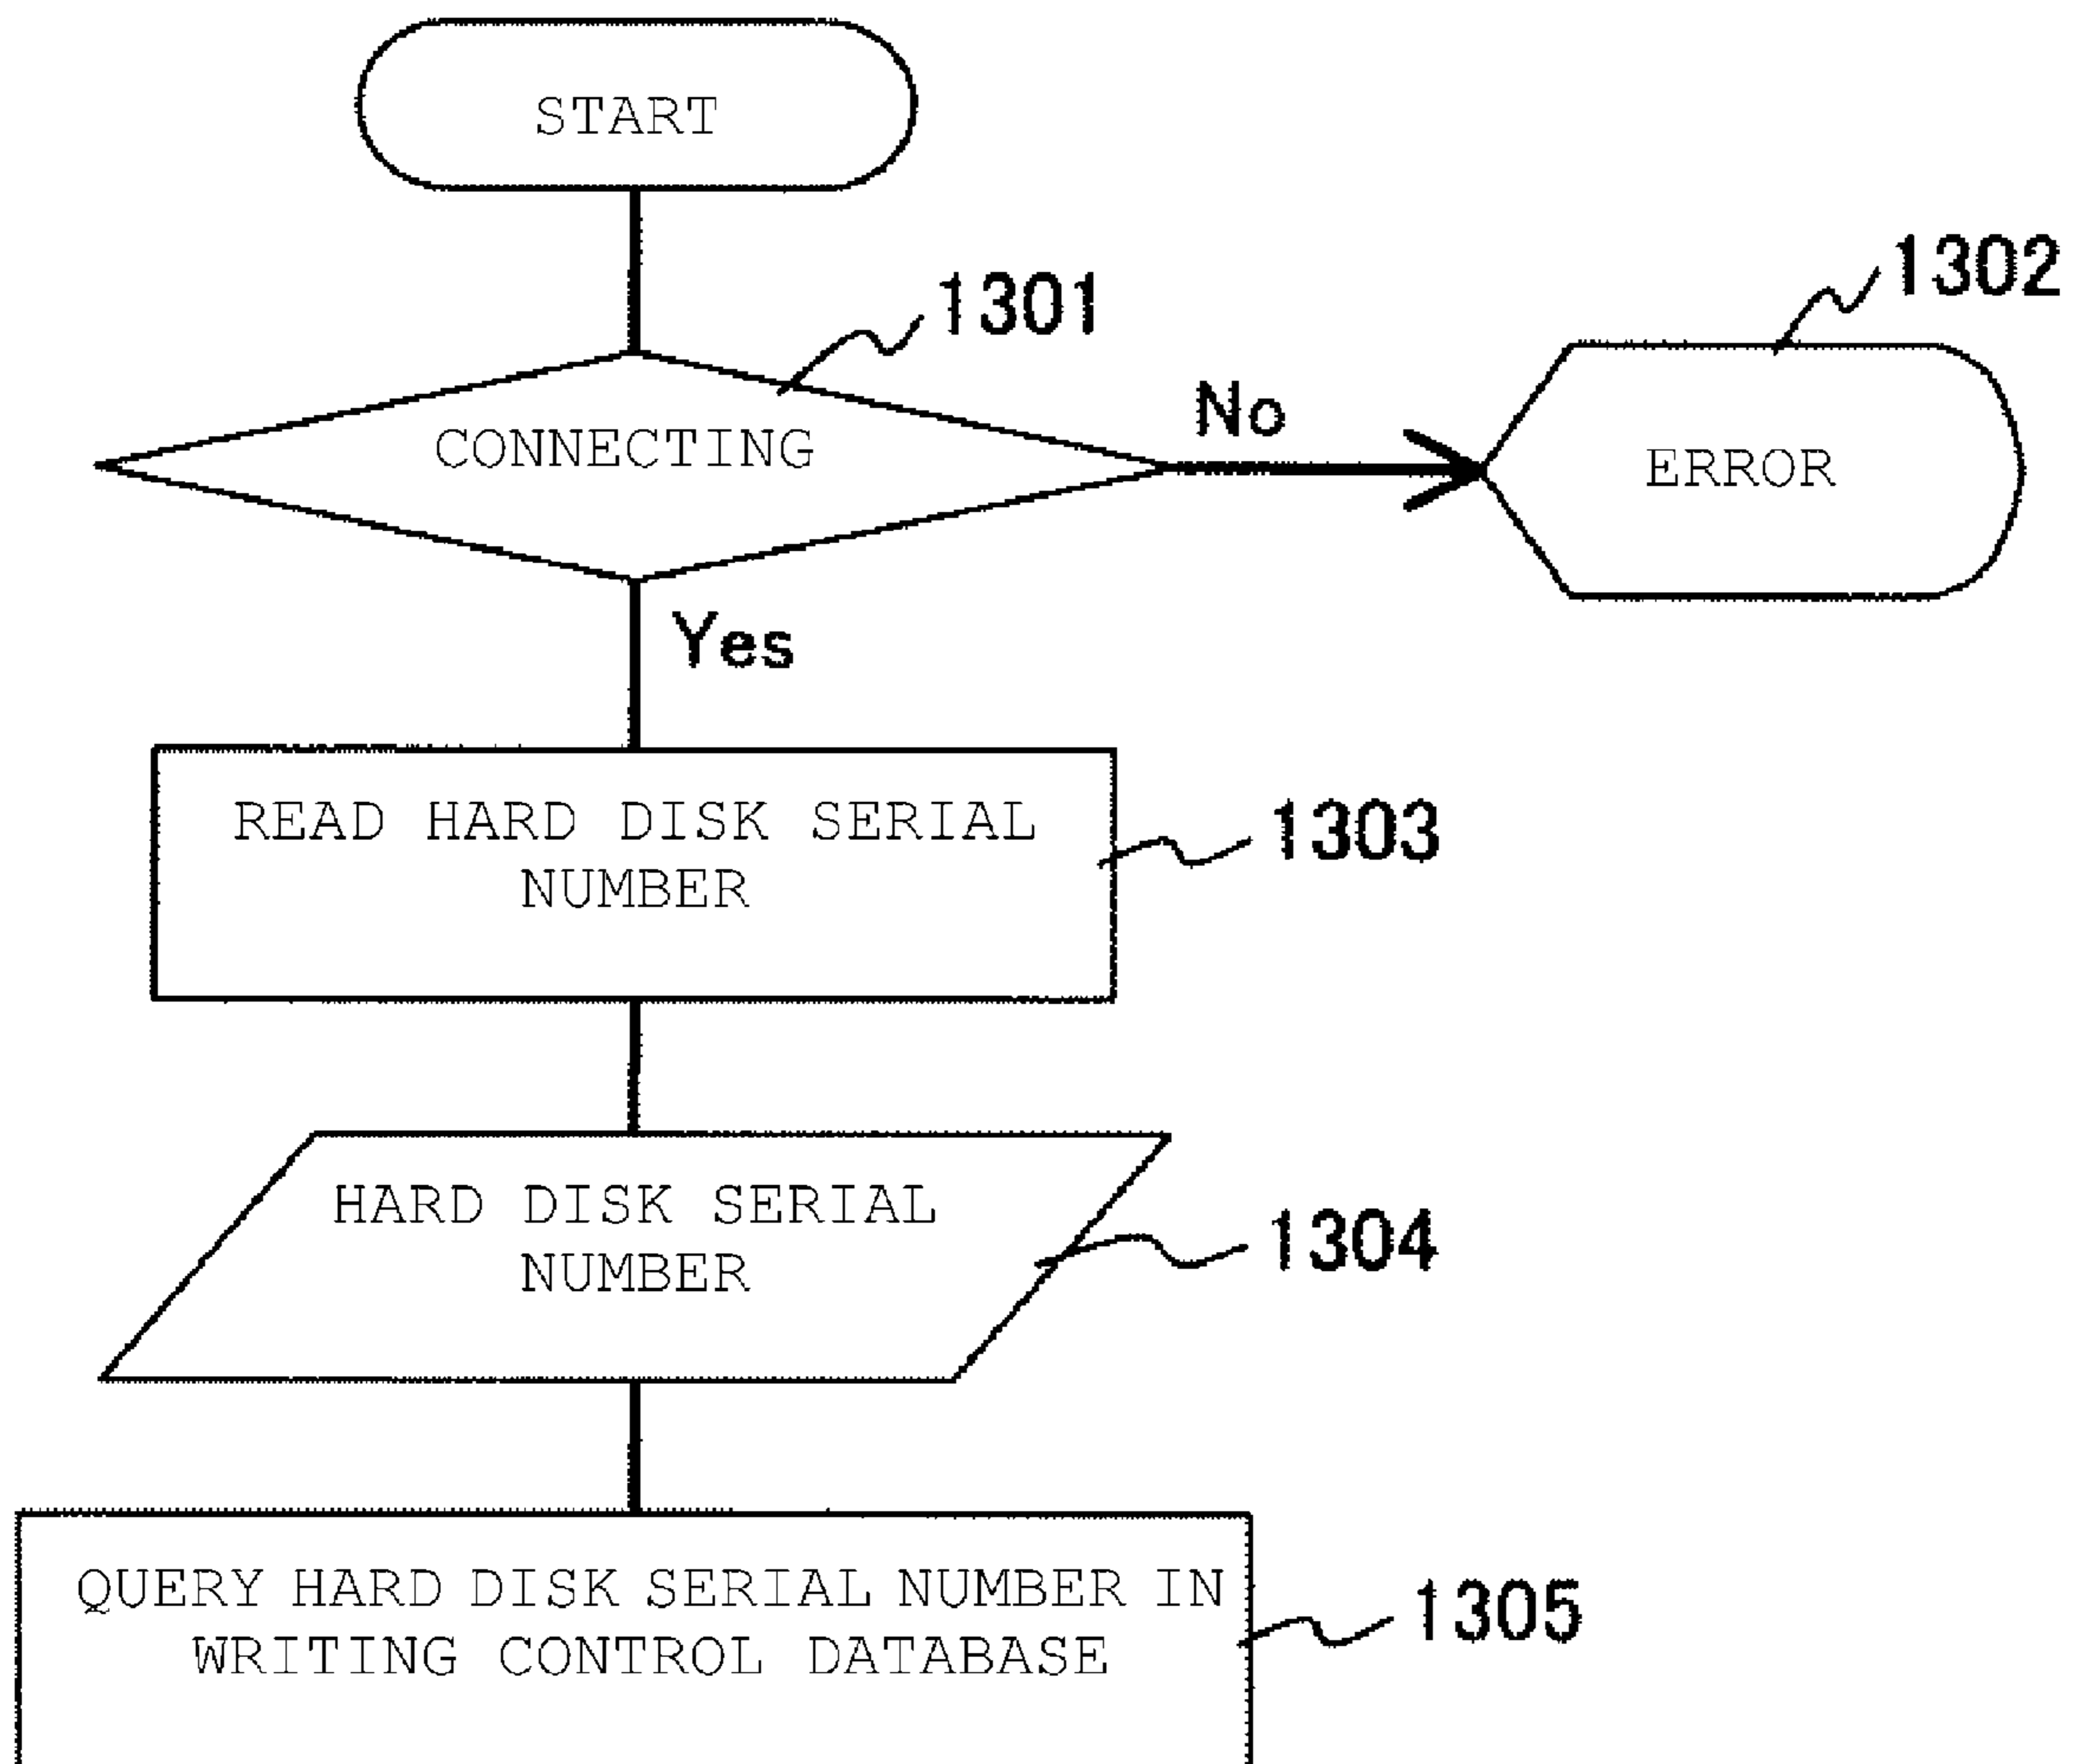 START
1301
1302
CONNECTING
No
ERROR
Yes
READ HARD DISK SERIAL
NUMBER
1303
HARD DISK SERIAL
NUMBER
1304
QUERY HARD DISK SERIAL NUMBER IN
WRITING CONTROL DATABASE
1305